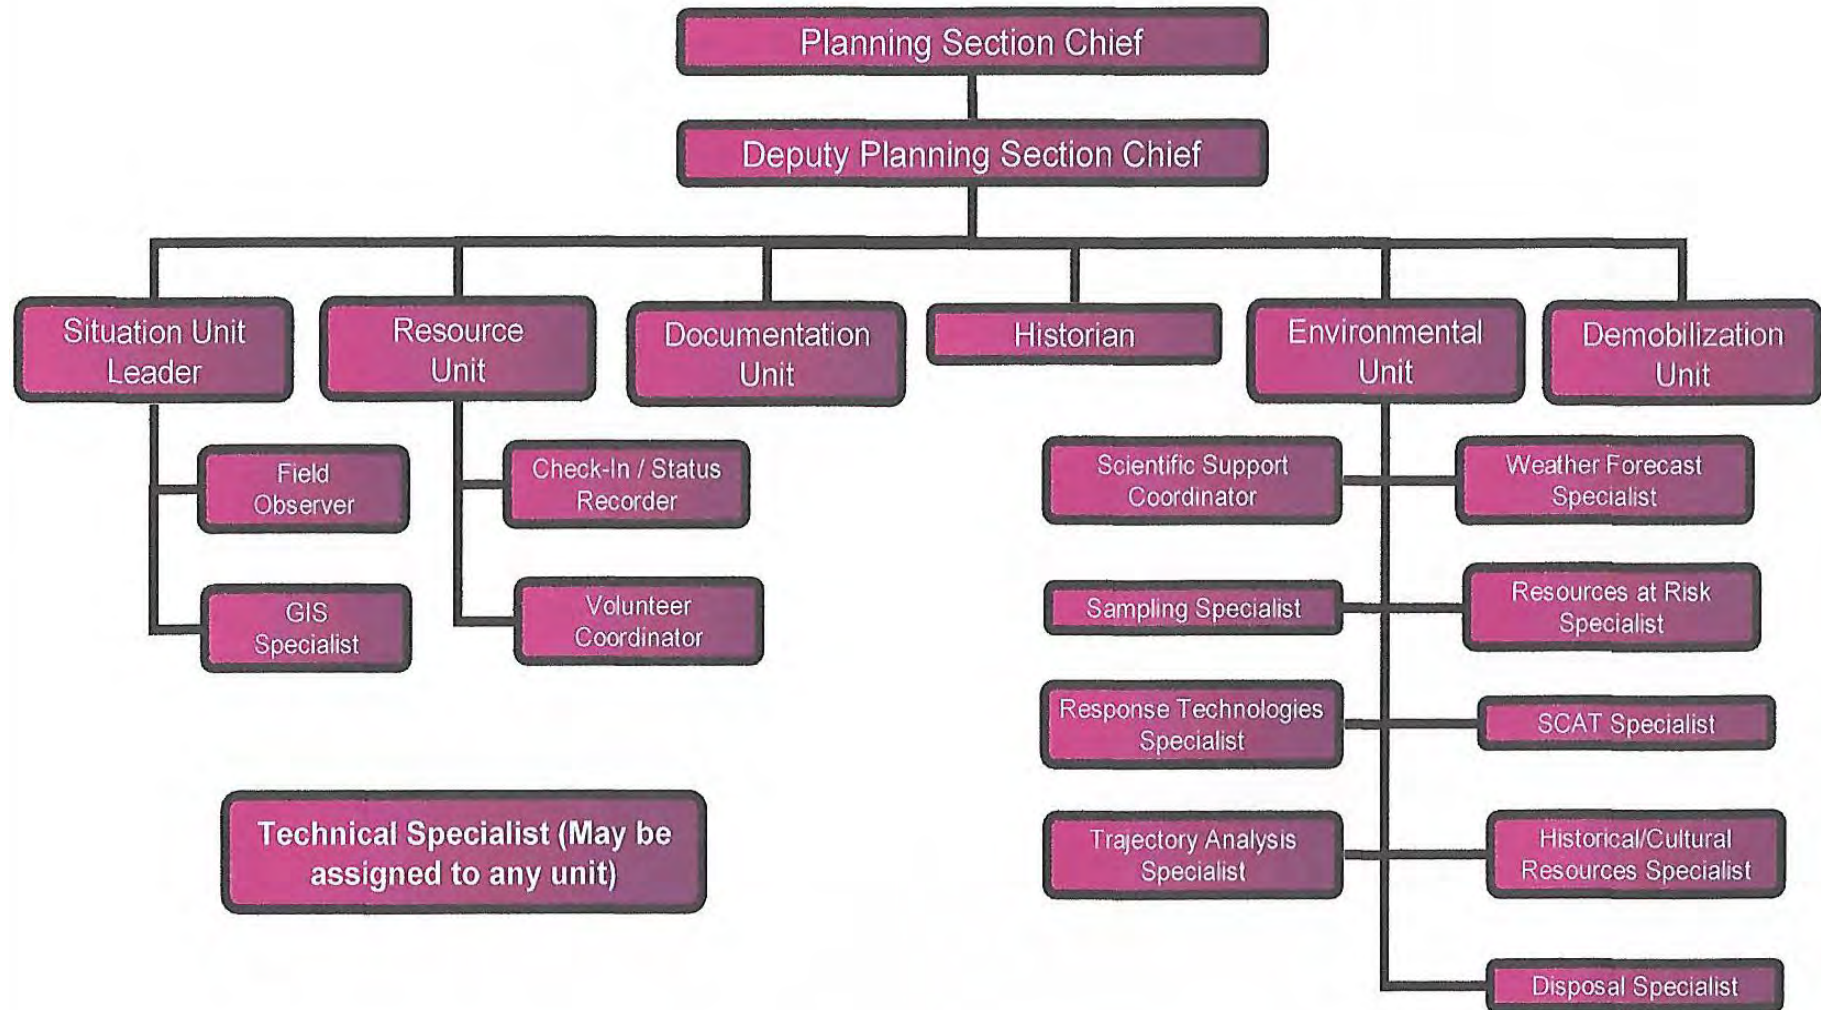 Planning Section Chief
Deputy Planning Section Chief
Situation Unit
Leader
Resource
Unit
Documentation
Unit
Historian
Environmental
Unit
Demobilization
Unit
Field
Observer
GIS
Specialist
Check-In / Status
Recorder
Volunteer
Coordinator
Scientific Support
Coordinator
Weather Forecast
Specialist
Sampling Specialist
Resources at Risk
Specialist
Response Technologies
Specialist
SCAT Specialist
Trajectory Analysis
Specialist
Historical/Cultural
Resources Specialist
Disposal Specialist
Technical Specialist (May be
assigned to any unit)